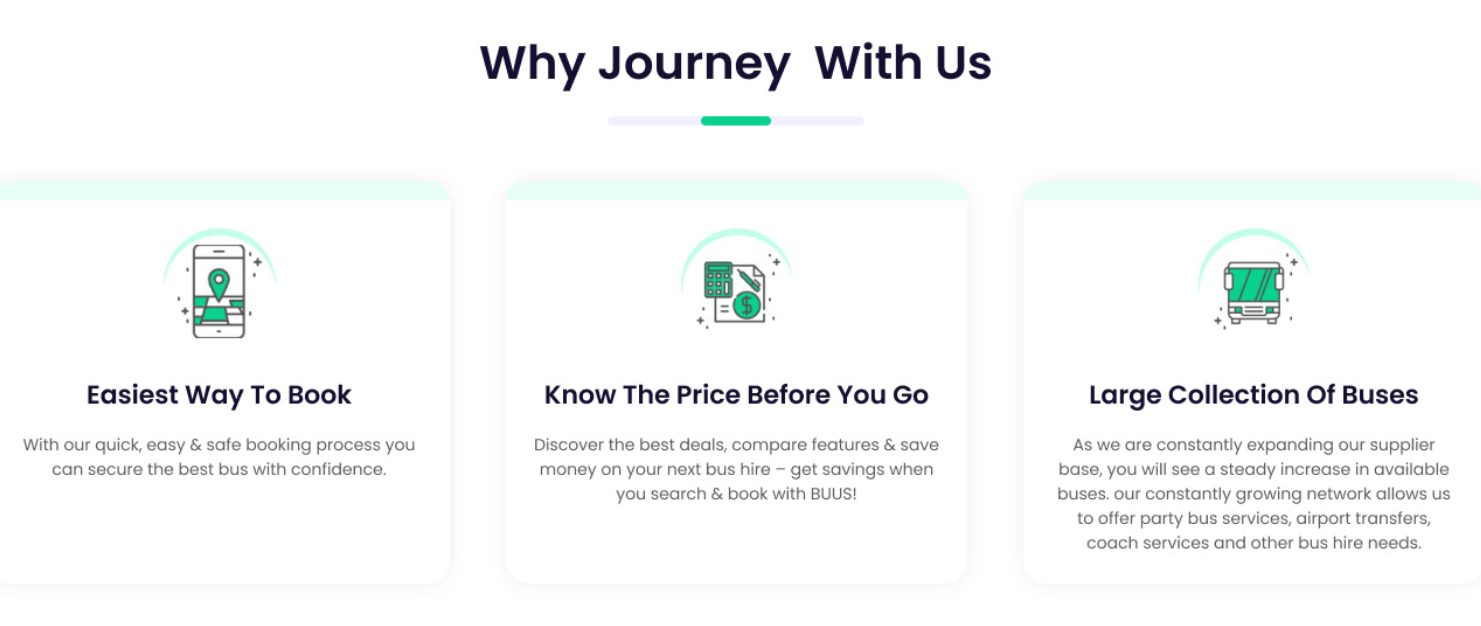 Why Journey  With Us
Easiest Way To Book
With our quick, easy & safe booking process you
can secure the best bus with confidence.
Know The Price Before You Go
Discover the best deals, compare features & save
money on your next bus hire – get savings when
you search & book with BUUS!
Large Collection Of Buses
As we are constantly expanding our supplier
base, you will see a steady increase in available
buses. our constantly growing network allows us
to offer party bus services, airport transfers,
coach services and other bus hire needs.